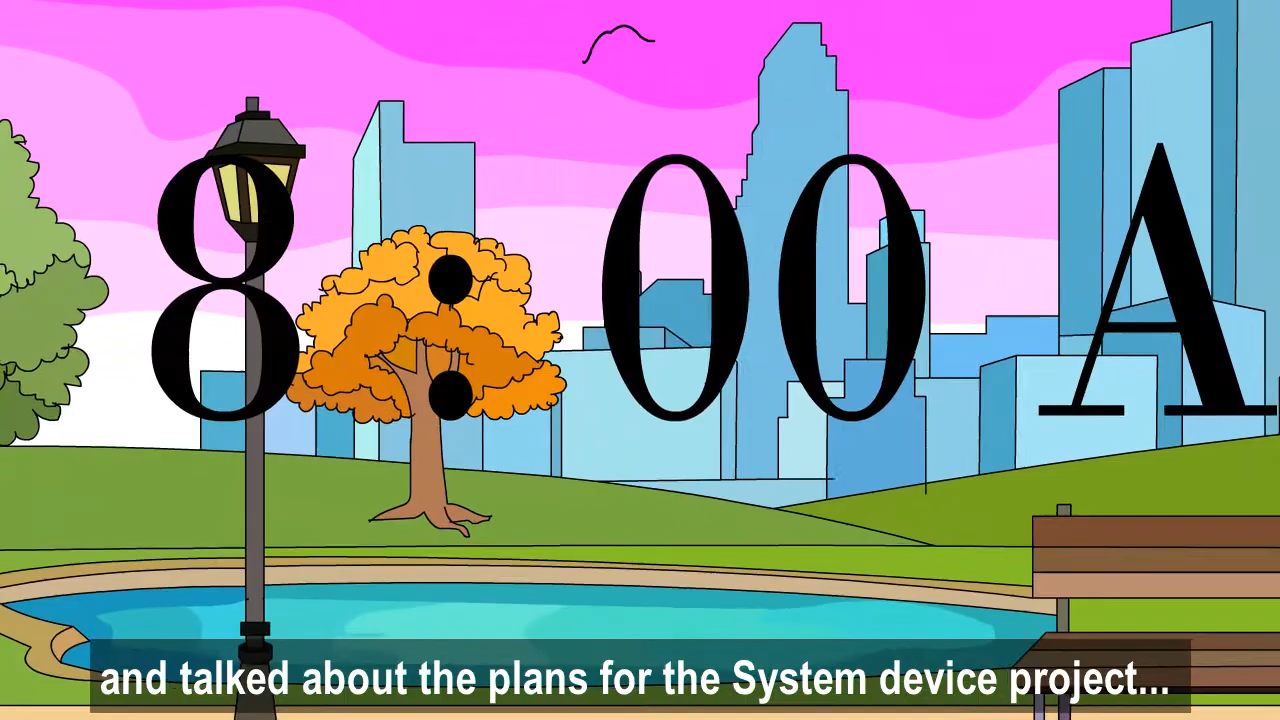 8:00 A
and talked about the plans for the System device project...